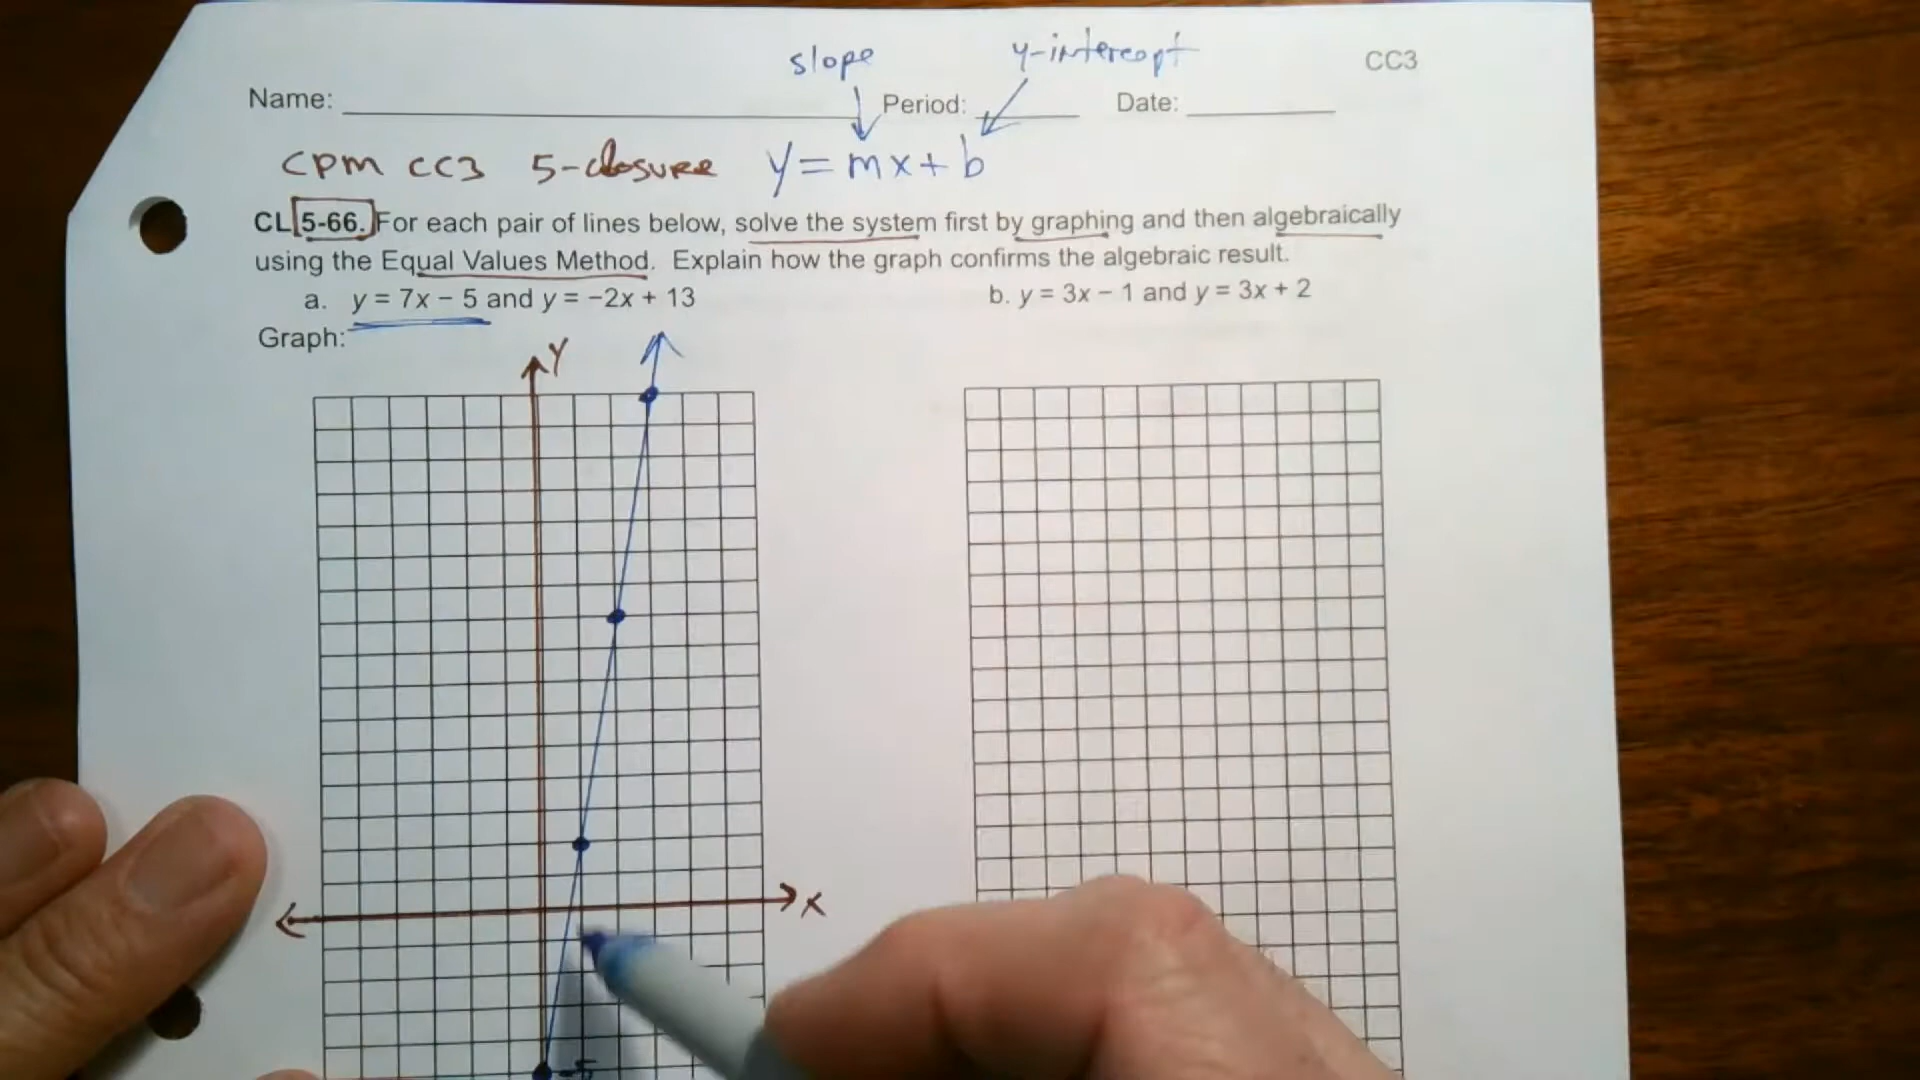 slope y-intercept CC3
Name: Period: Date:
CPM CC3 5-closure y=mx+b
CL 5-66. For each pair of lines below, solve the system first by graphing and then algebraically
using the Equal Values Method. Explain how the graph confirms the algebraic result.
a. y = 7x − 5 and y = −2x + 13 b. y = 3x − 1 and y = 3x + 2
Graph:
Y
X
-5